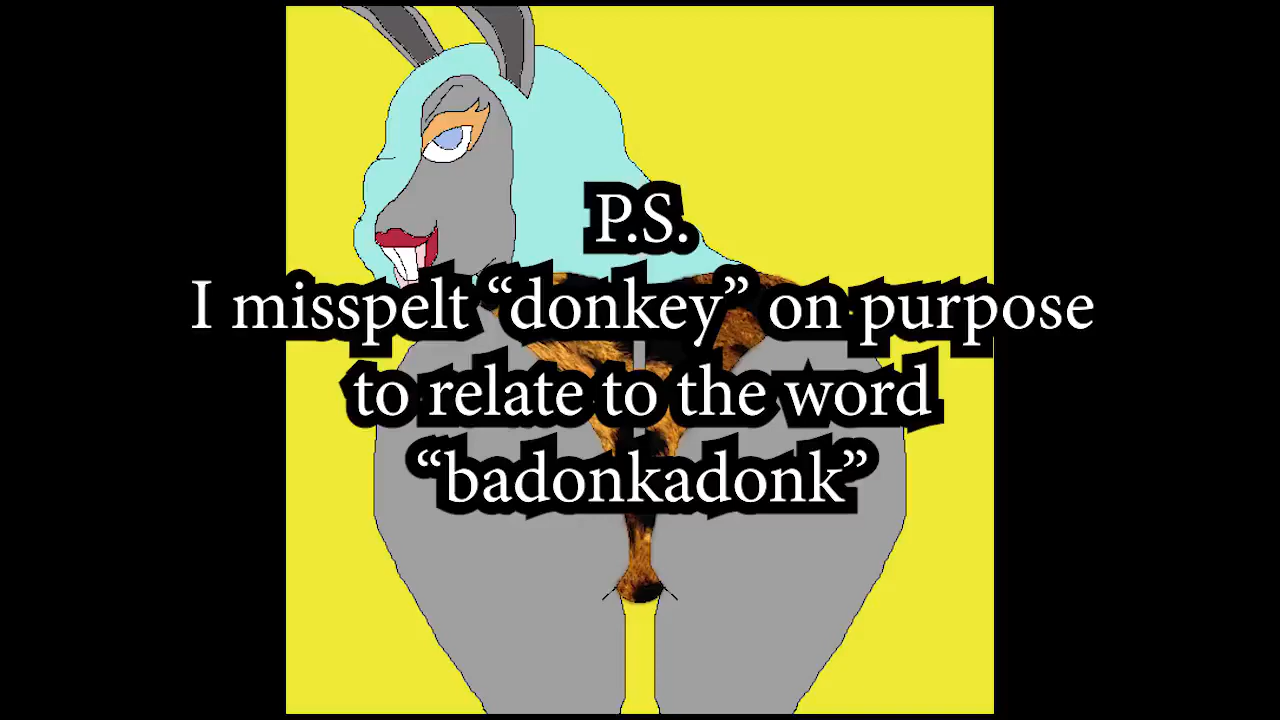 P.S.
I misspelt “donkey” on purpose
to relate to the word
“badonkadonk”